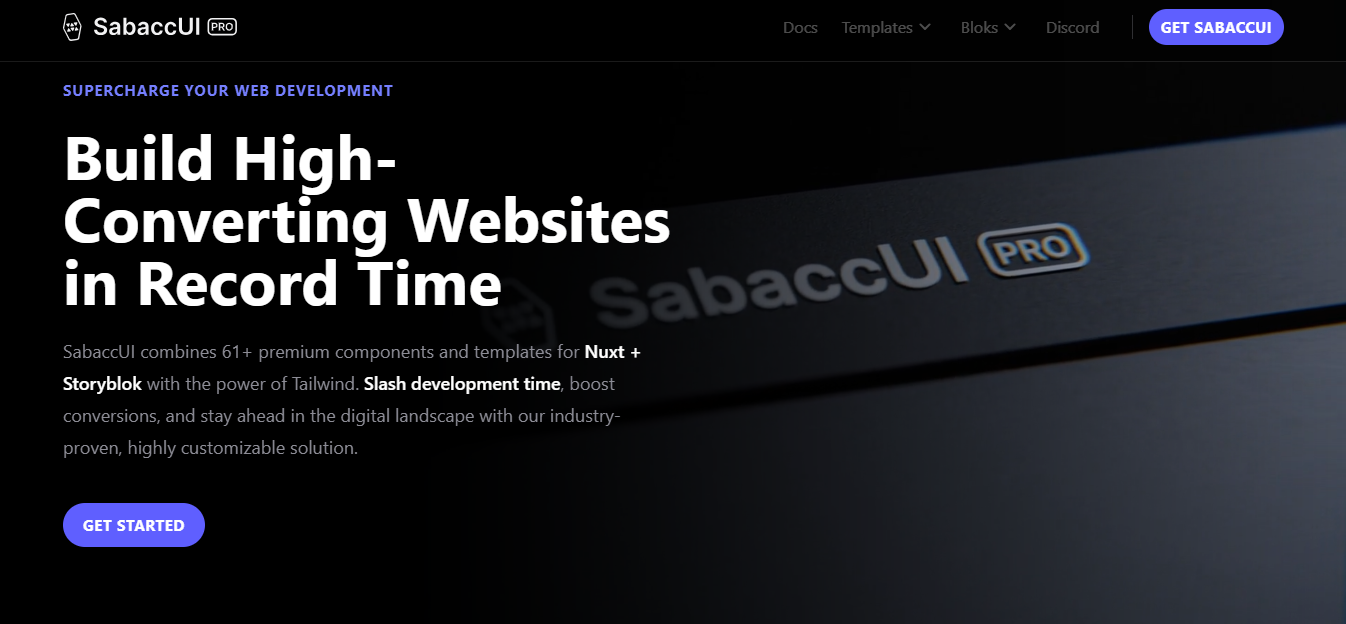 SabaccUI PRO
Docs
Templates
Bloks
Discord
GET SABACCUI
SUPERCHARGE YOUR WEB DEVELOPMENT
Build High-
Converting Websites
in Record Time
SabaccUI PRO
SabaccUI combines 61+ premium components and templates for Nuxt +
Storyblok with the power of Tailwind. Slash development time, boost
conversions, and stay ahead in the digital landscape with our industry-
proven, highly customizable solution.
GET STARTED